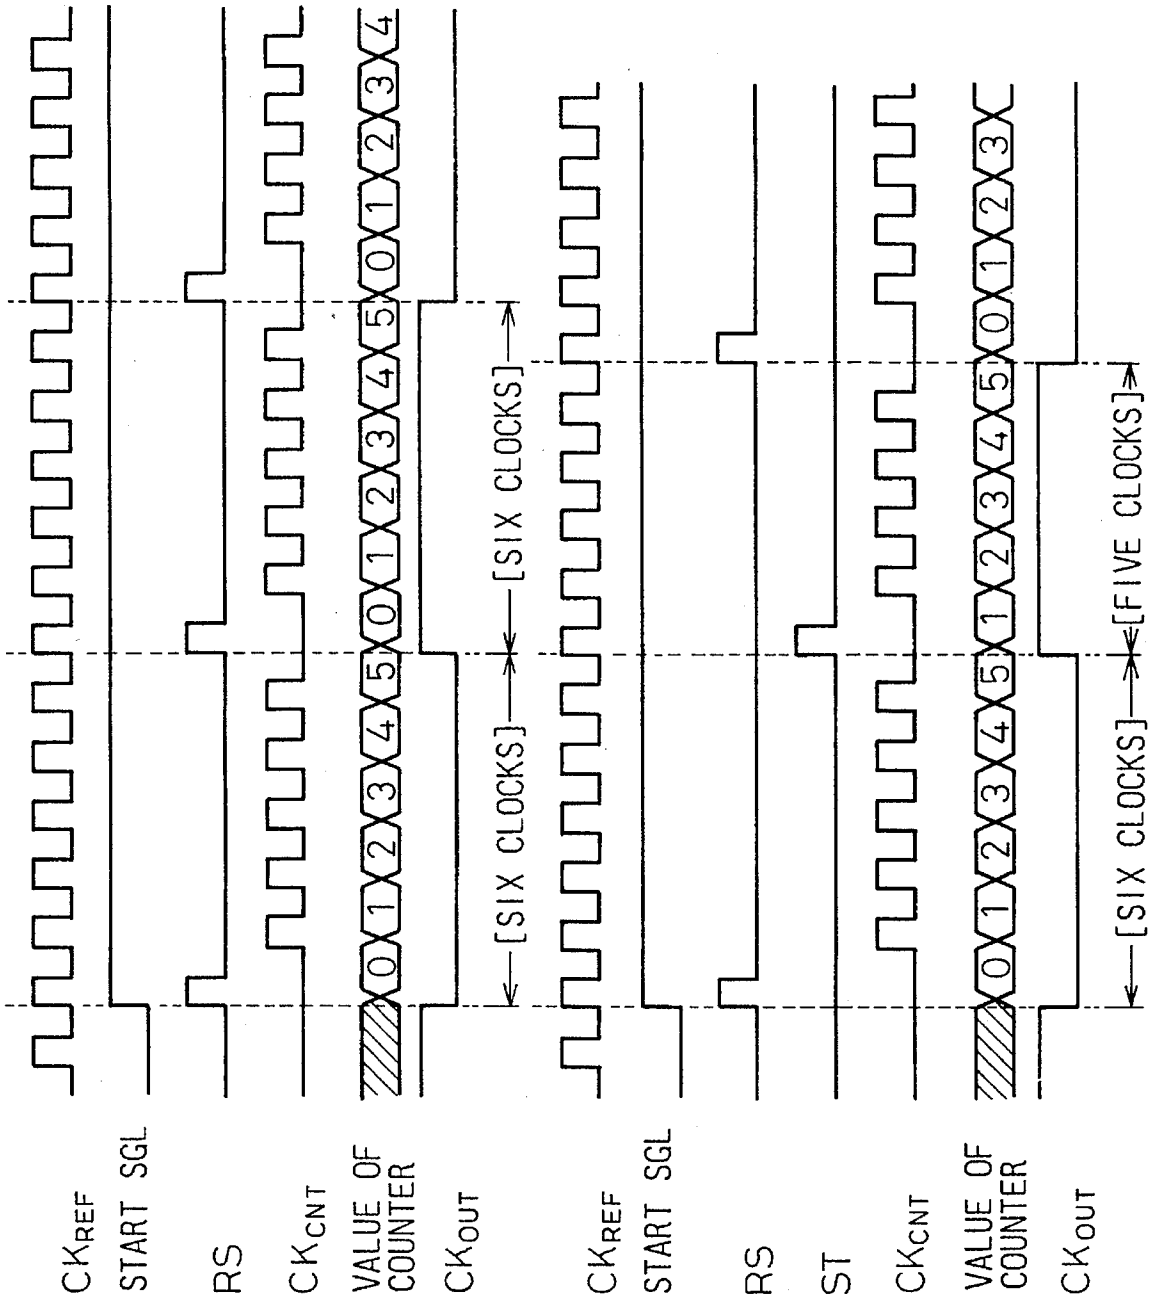 CKREF
START SGL
RS
CKCNT
VALUE OF
COUNTER
0 1 2 3 4 5 0 1 2 3 4 5 0 1 2 3 4
CKOUT
[SIX CLOCKS] [SIX CLOCKS]
CKREF
START SGL
RS
ST
CKCNT
VALUE OF
COUNTER
0 1 2 3 4 5 1 2 3 4 5 0 1 2 3
CKOUT
[SIX CLOCKS] [FIVE CLOCKS]